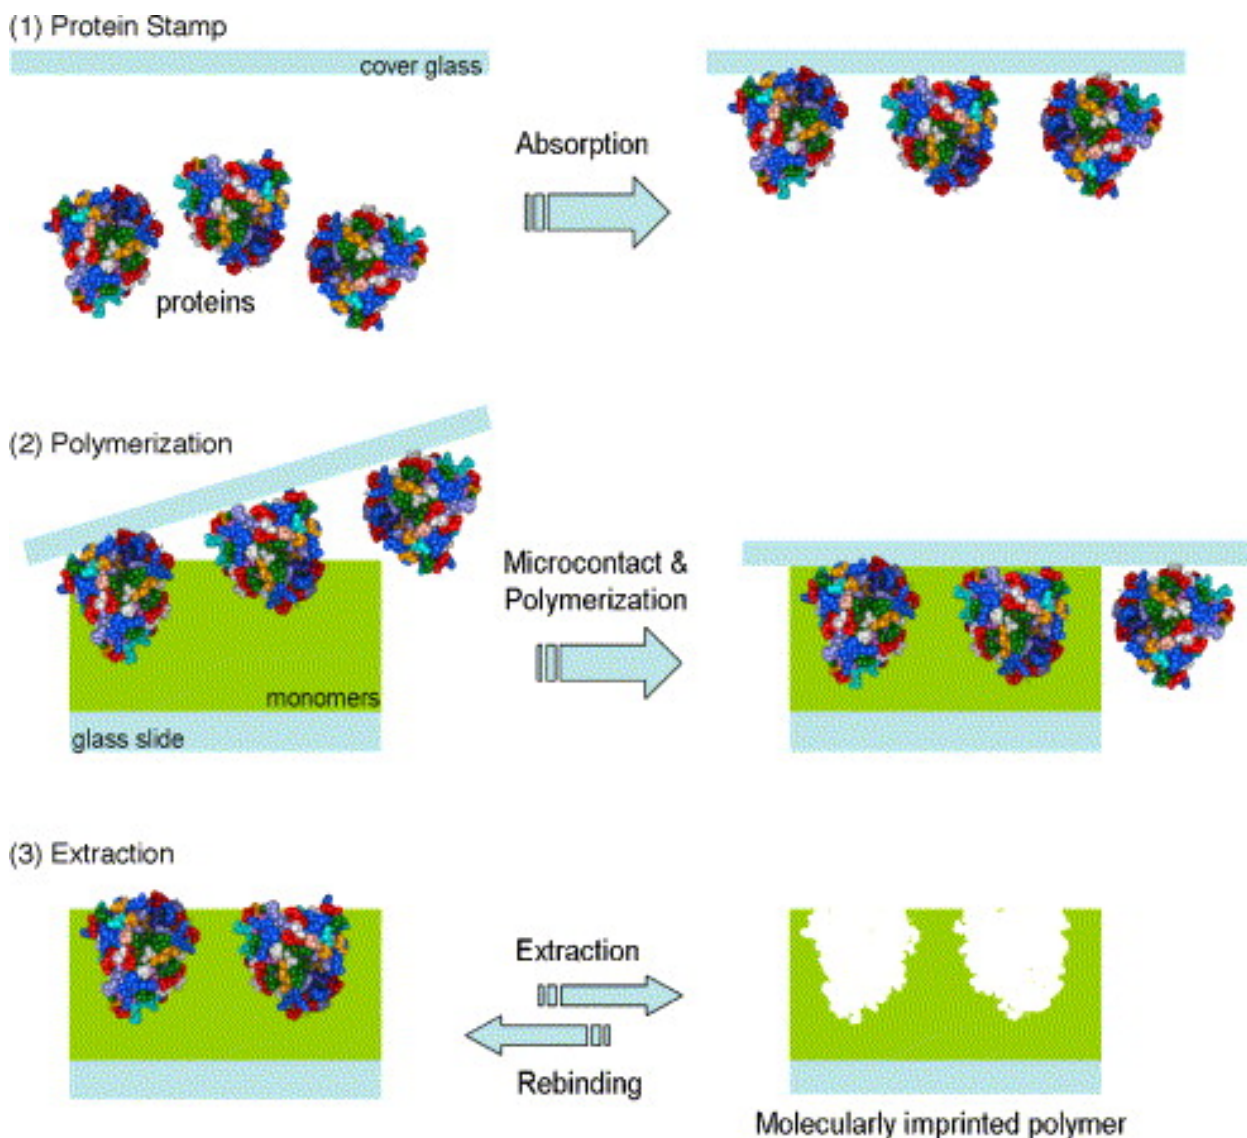 (1) Protein Stamp
cover glass
Absorption
proteins
(2) Polymerization
Microcontact &
Polymerization
monomers
glass slide
(3) Extraction
Extraction
Rebinding
Molecularly imprinted polymer